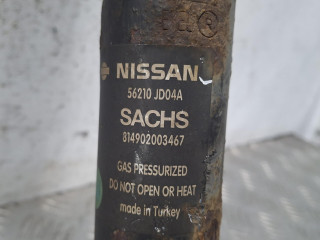 NISSAN
56210 JD04A
SACHS
814902003467
GAS PRESSURIZED
DO NOT OPEN OR HEAT
made in Turkey